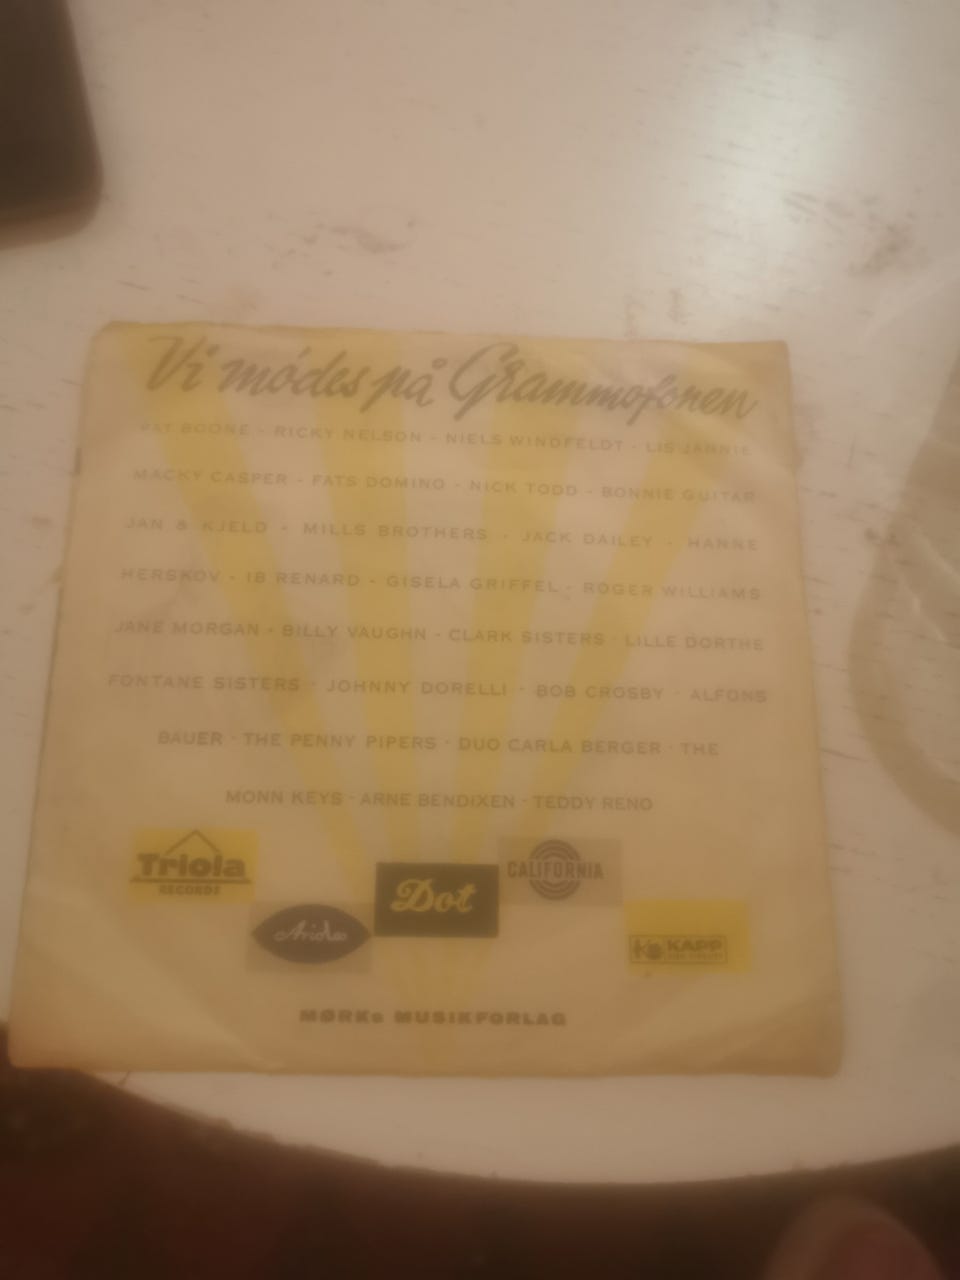 Vi mødes på Grammofonen
PAT BOONE - RICKY NELSON - NIELS WINDFELDT - LIS JANNIE
MACKY CASPER - FATS DOMINO - NICK TODD - BONNIE GUITAR
JAN & KJELD - MILLS BROTHERS - JACK DAILEY - HANNE
HERSKOV - IB RENARD - GISELA GRIFFEL - ROGER WILLIAMS
JANE MORGAN - BILLY VAUGHN - CLARK SISTERS - LILLE DORTHE
FONTANE SISTERS - JOHNNY DORELLI - BOB CROSBY - ALFONS
BAUER - THE PENNY PIPERS - DUO CARLA BERGER - THE
MONN KEYS - ARNE BENDIXEN - TEDDY RENO
Triola
RECORDS
Ariola
Dot
CALIFORNIA
KAPP
MØRKs MUSIKFORLAG